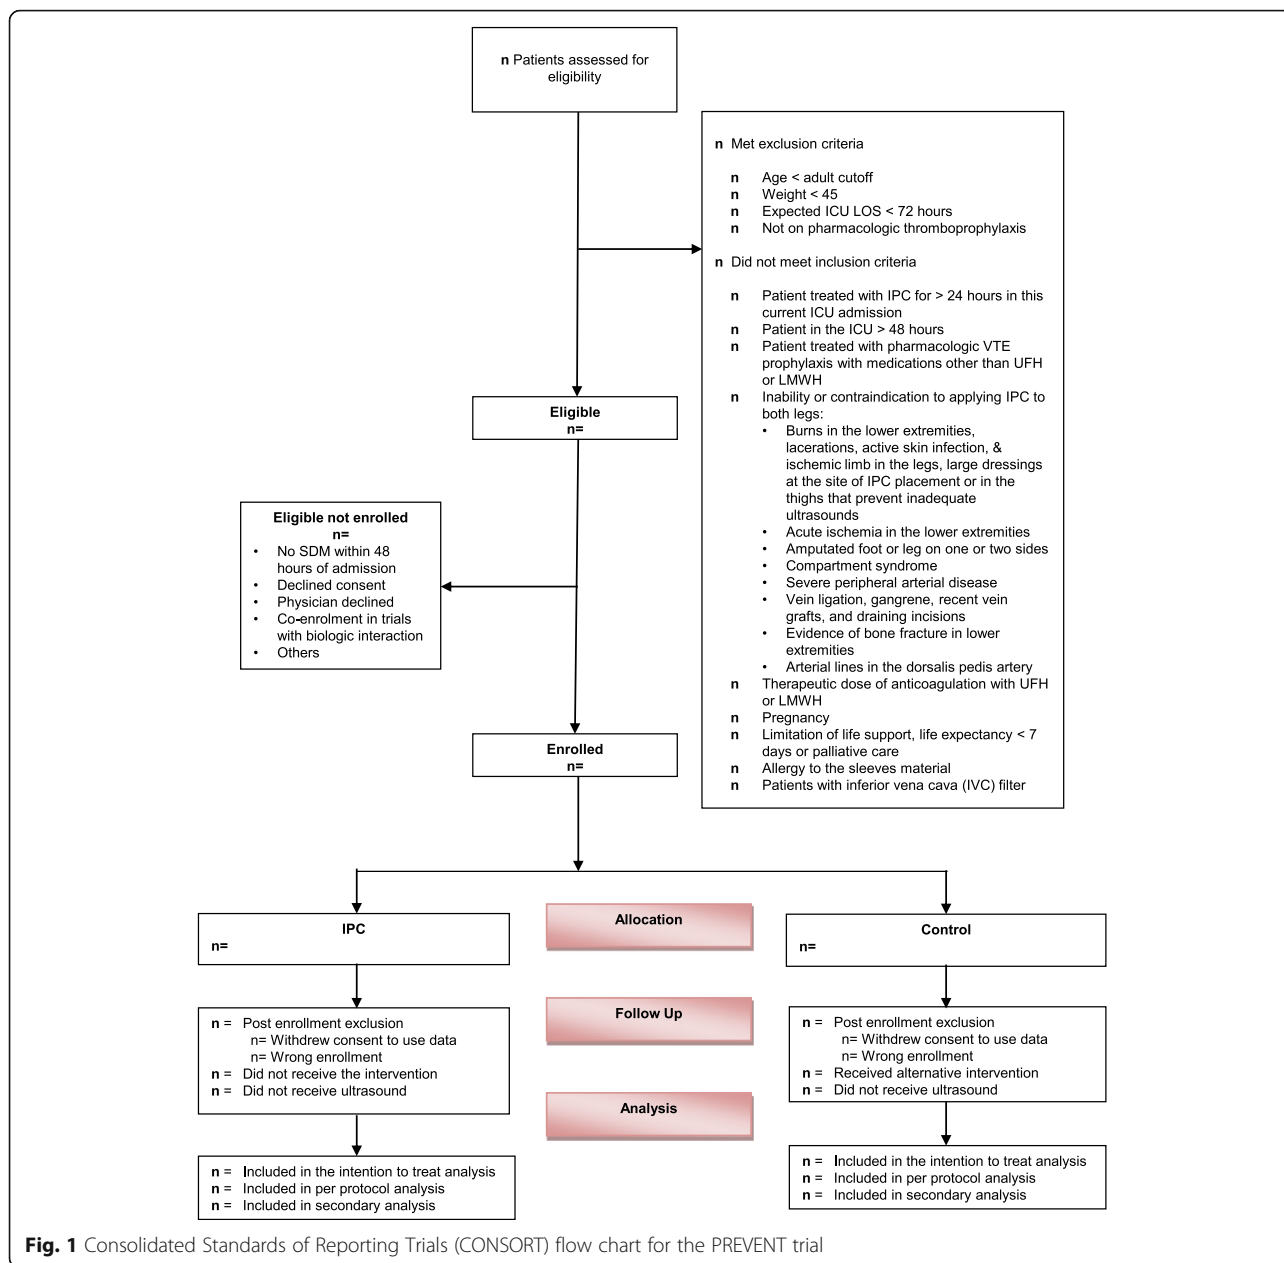 n Patients assessed for
eligibility
n Met exclusion criteria
n Age < adult cutoff
n Weight < 45
n Expected ICU LOS < 72 hours
n Not on pharmacologic thromboprophylaxis
n Did not meet inclusion criteria
n Patient treated with IPC for > 24 hours in this
current ICU admission
n Patient in the ICU > 48 hours
n Patient treated with pharmacologic VTE
prophylaxis with medications other than UFH
or LMWH
n Inability or contraindication to applying IPC to
both legs:
• Burns in the lower extremities,
lacerations, active skin infection, &
ischemic limb in the legs, large dressings
at the site of IPC placement or in the
thighs that prevent inadequate
ultrasounds
• Acute ischemia in the lower extremities
• Amputated foot or leg on one or two sides
• Compartment syndrome
• Severe peripheral arterial disease
• Vein ligation, gangrene, recent vein
grafts, and draining incisions
• Evidence of bone fracture in lower
extremities
• Arterial lines in the dorsalis pedis artery
n Therapeutic dose of anticoagulation with UFH
or LMWH
n Pregnancy
n Limitation of life support, life expectancy < 7
days or palliative care
n Allergy to the sleeves material
n Patients with inferior vena cava (IVC) filter
Eligible
n=
Eligible not enrolled
n=
• No SDM within 48
hours of admission
• Declined consent
• Physician declined
• Co-enrolment in trials
with biologic interaction
• Others
Enrolled
n=
IPC
n=
Allocation
Control
n=
n = Post enrollment exclusion
n= Withdrew consent to use data
n= Wrong enrollment
n = Did not receive the intervention
n = Did not receive ultrasound
Follow Up
n = Post enrollment exclusion
n= Withdrew consent to use data
n= Wrong enrollment
n = Received alternative intervention
n = Did not receive ultrasound
Analysis
n = Included in the intention to treat analysis
n = Included in per protocol analysis
n = Included in secondary analysis
n = Included in the intention to treat analysis
n = Included in per protocol analysis
n = Included in secondary analysis
Fig. 1 Consolidated Standards of Reporting Trials (CONSORT) flow chart for the PREVENT trial